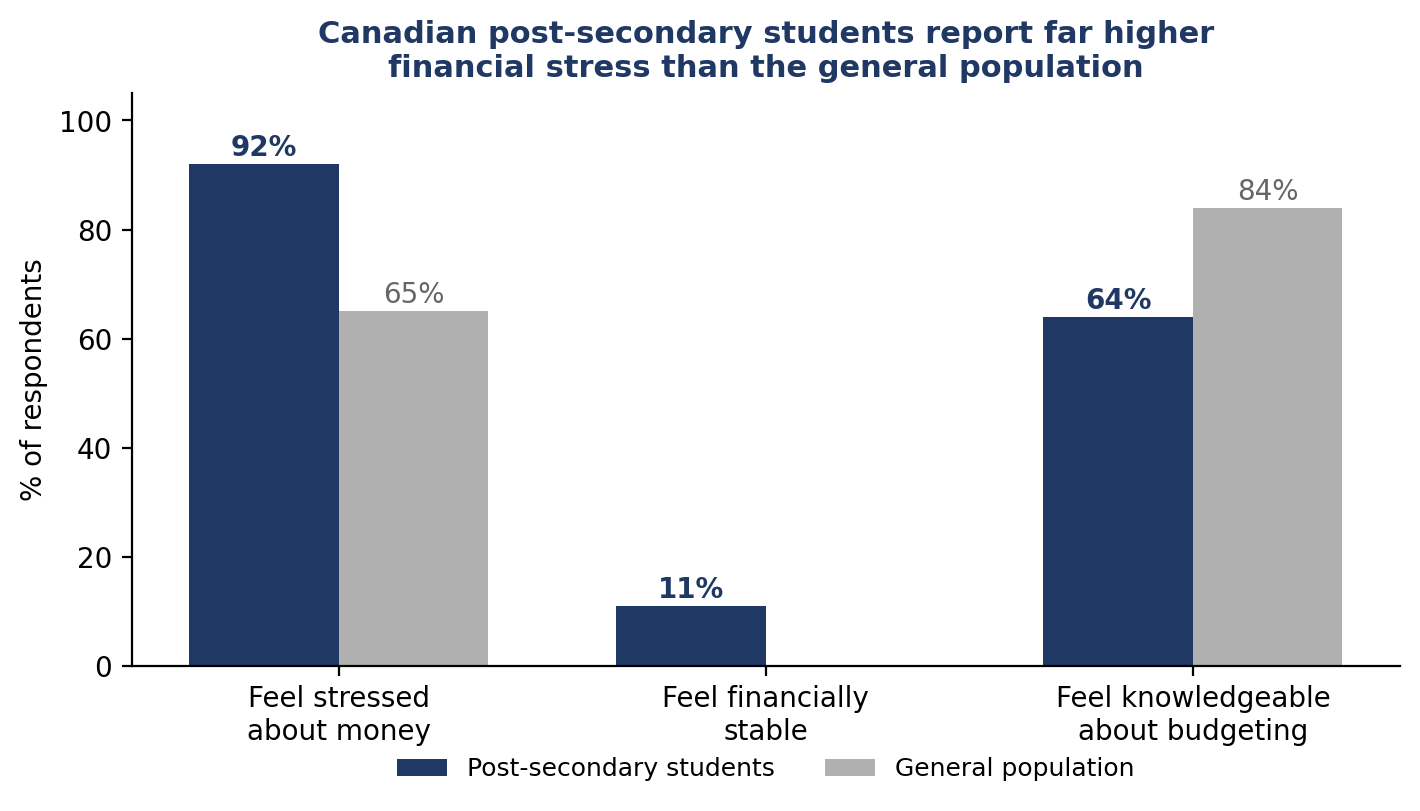 Canadian post-secondary students report far higher
financial stress than the general population
% of respondents
100
80
60
40
20
0
92%
65%
11%
64%
84%
Feel stressed
about money
Feel financially
stable
Feel knowledgeable
about budgeting
Post-secondary students
General population